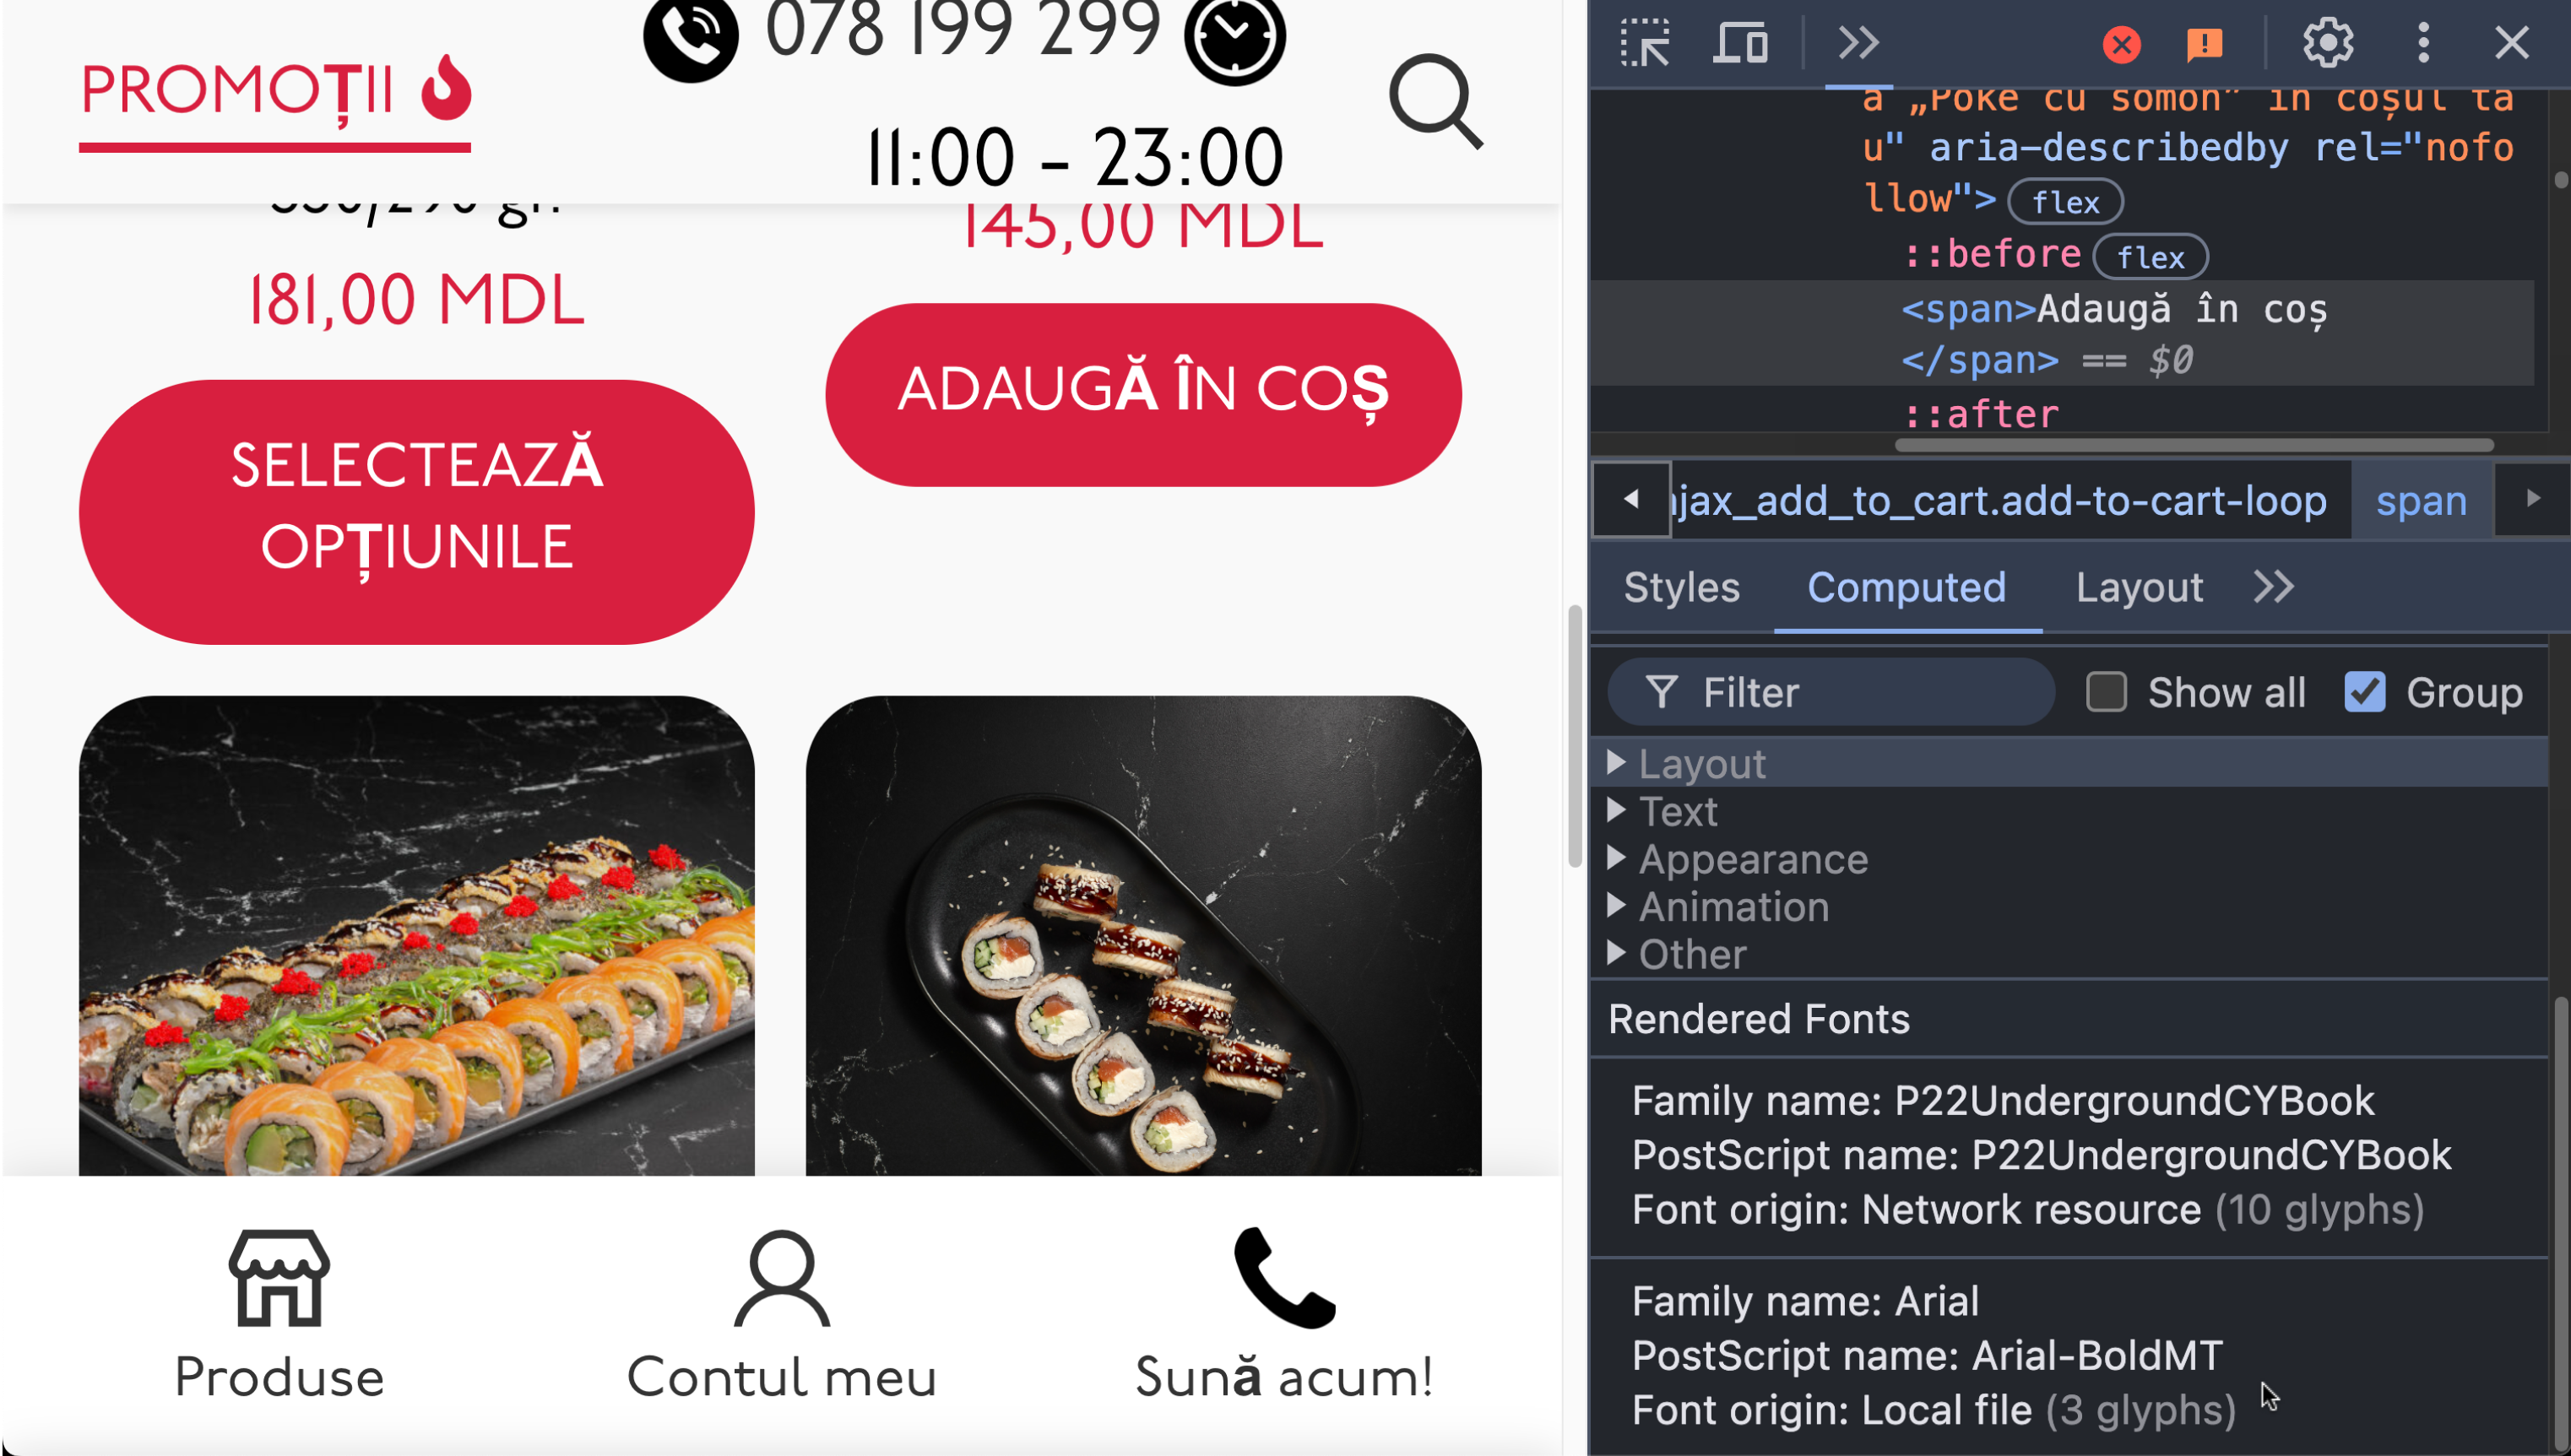 078 199 299
PROMOȚII
11:00 - 23:00
145,00 MDL
181,00 MDL
ADAUGĂ ÎN COȘ
SELECTEAZĂ
OPȚIUNILE
Produse
Contul meu
Sună acum!
a „Poke cu somon” în coșul tă
u" aria-describedby rel="nofo
llow"> flex
::before flex
<span>Adaugă în coș
</span> == $0
::after
jax_add_to_cart.add-to-cart-loop span
Styles Computed Layout
Filter Show all Group
Layout
Text
Appearance
Animation
Other
Rendered Fonts
Family name: P22UndergroundCYBook
PostScript name: P22UndergroundCYBook
Font origin: Network resource (10 glyphs)
Family name: Arial
PostScript name: Arial-BoldMT
Font origin: Local file (3 glyphs)